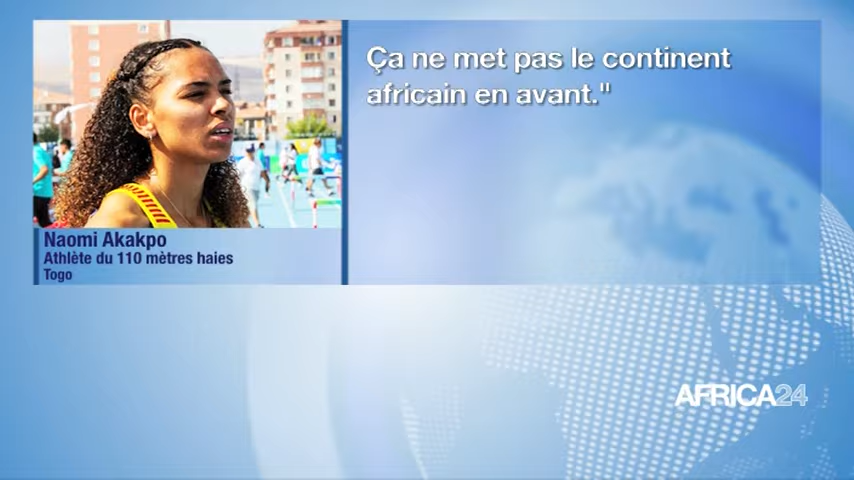 Ça ne met pas le continent
africain en avant."
Naomi Akakpo
Athlète du 110 mètres haies
Togo
AFRICA24